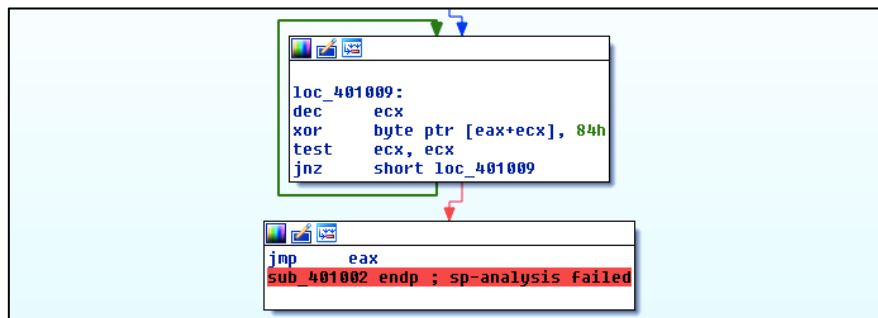 loc_401009:
dec ecx
xor byte ptr [eax+ecx], 84h
test ecx, ecx
jnz short loc_401009
jmp eax
sub_401002 endp ; sp-analysis failed